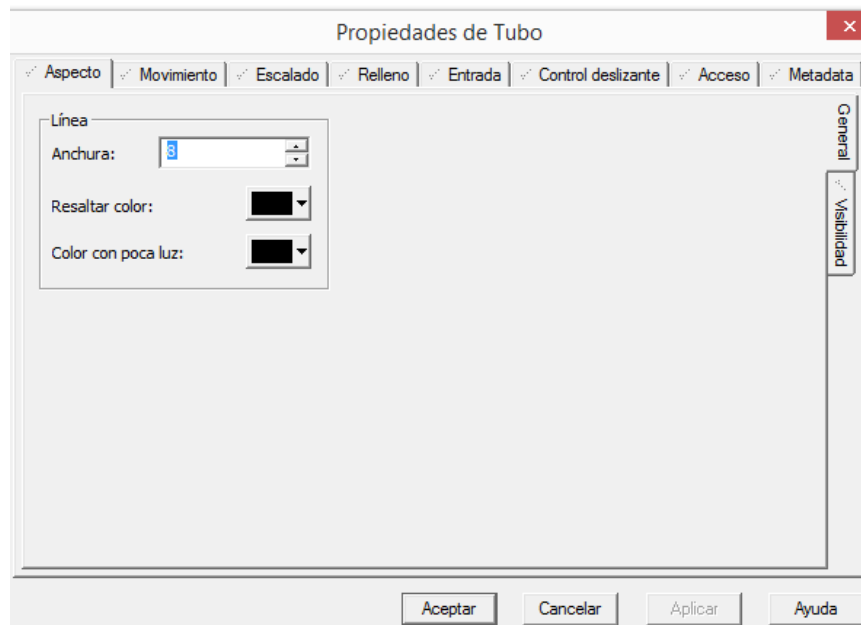 Propiedades de Tubo
Aspecto Movimiento Escalado Relleno Entrada Control deslizante Acceso Metadata
General
Visibilidad
Línea
Anchura: 8
Resaltar color:
Color con poca luz:
Aceptar Cancelar Aplicar Ayuda